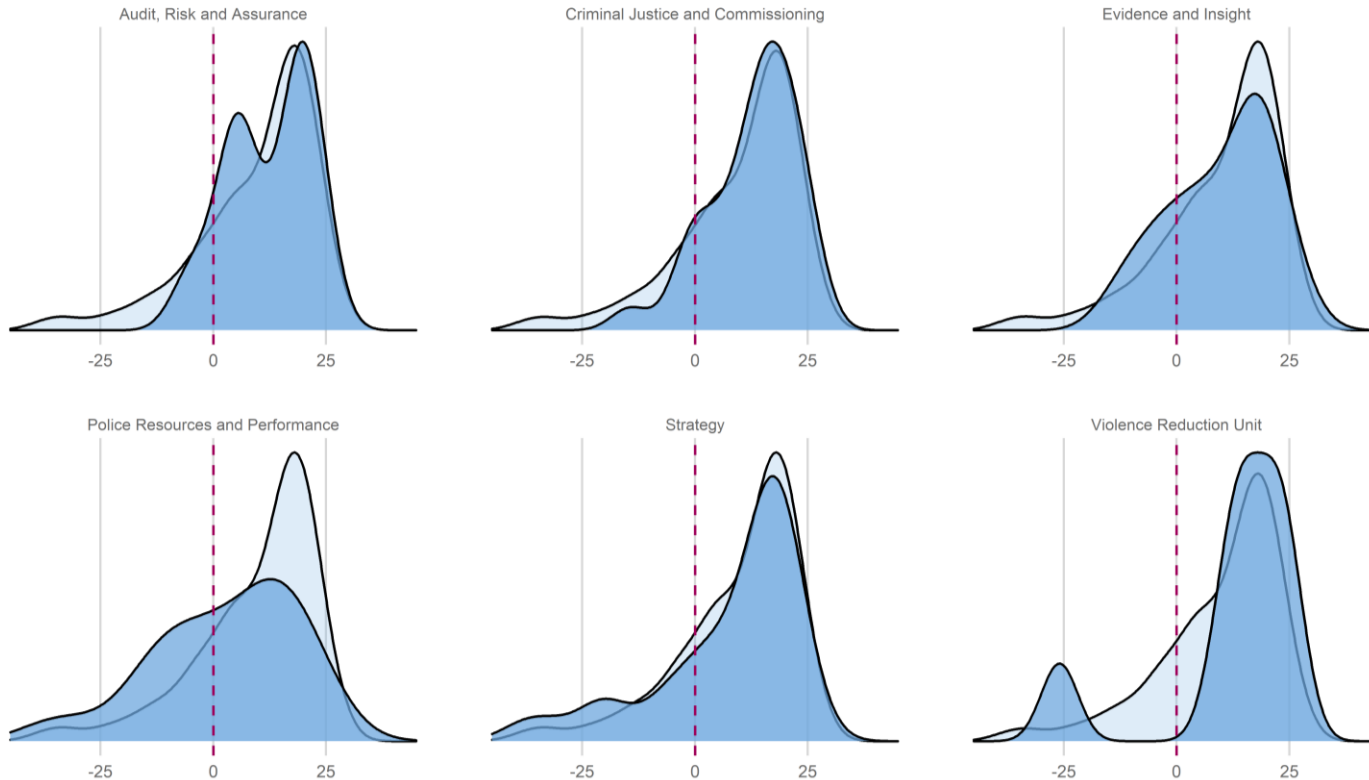 Audit, Risk and Assurance
Criminal Justice and Commissioning
Evidence and Insight
-25 0 25
-25 0 25
-25 0 25
Police Resources and Performance
Strategy
Violence Reduction Unit
-25 0 25
-25 0 25
-25 0 25